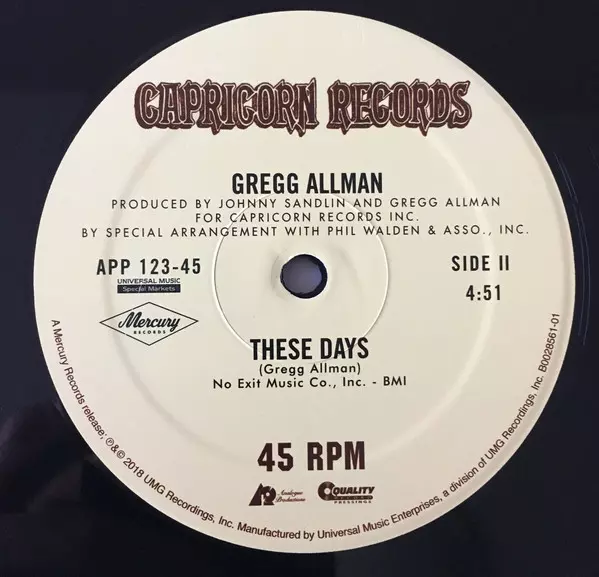 CAPRICORN RECORDS
GREGG ALLMAN
PRODUCED BY JOHNNY SANDLIN AND GREGG ALLMAN
FOR CAPRICORN RECORDS INC.
BY SPECIAL ARRANGEMENT WITH PHIL WALDEN & ASSO., INC.
APP 123-45
SIDE II
UNIVERSAL MUSIC
Special Markets
4:51
Mercury
RECORDS
THESE DAYS
(Gregg Allman)
No Exit Music Co., Inc. - BMI
45 RPM
AP Analogue
Productions
QUALITY
RECORD
PRESSINGS
A Mercury Records release; ℗&© 2018 UMG Recordings, Inc. Manufactured by Universal Music Enterprises, a division of UMG Recordings, Inc. B0028561-01